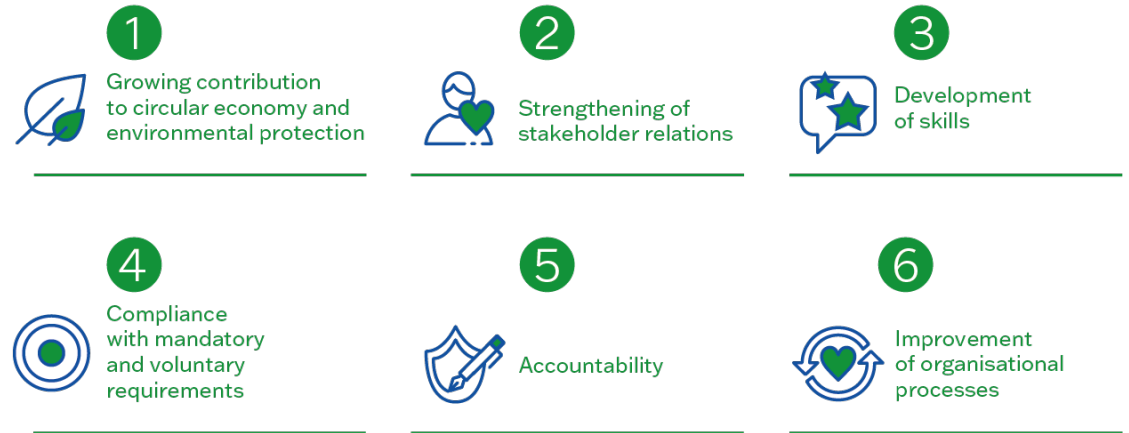 1
Growing contribution
to circular economy and
environmental protection
2
Strengthening of
stakeholder relations
3
Development
of skills
4
Compliance
with mandatory
and voluntary
requirements
5
Accountability
6
Improvement
of organisational
processes